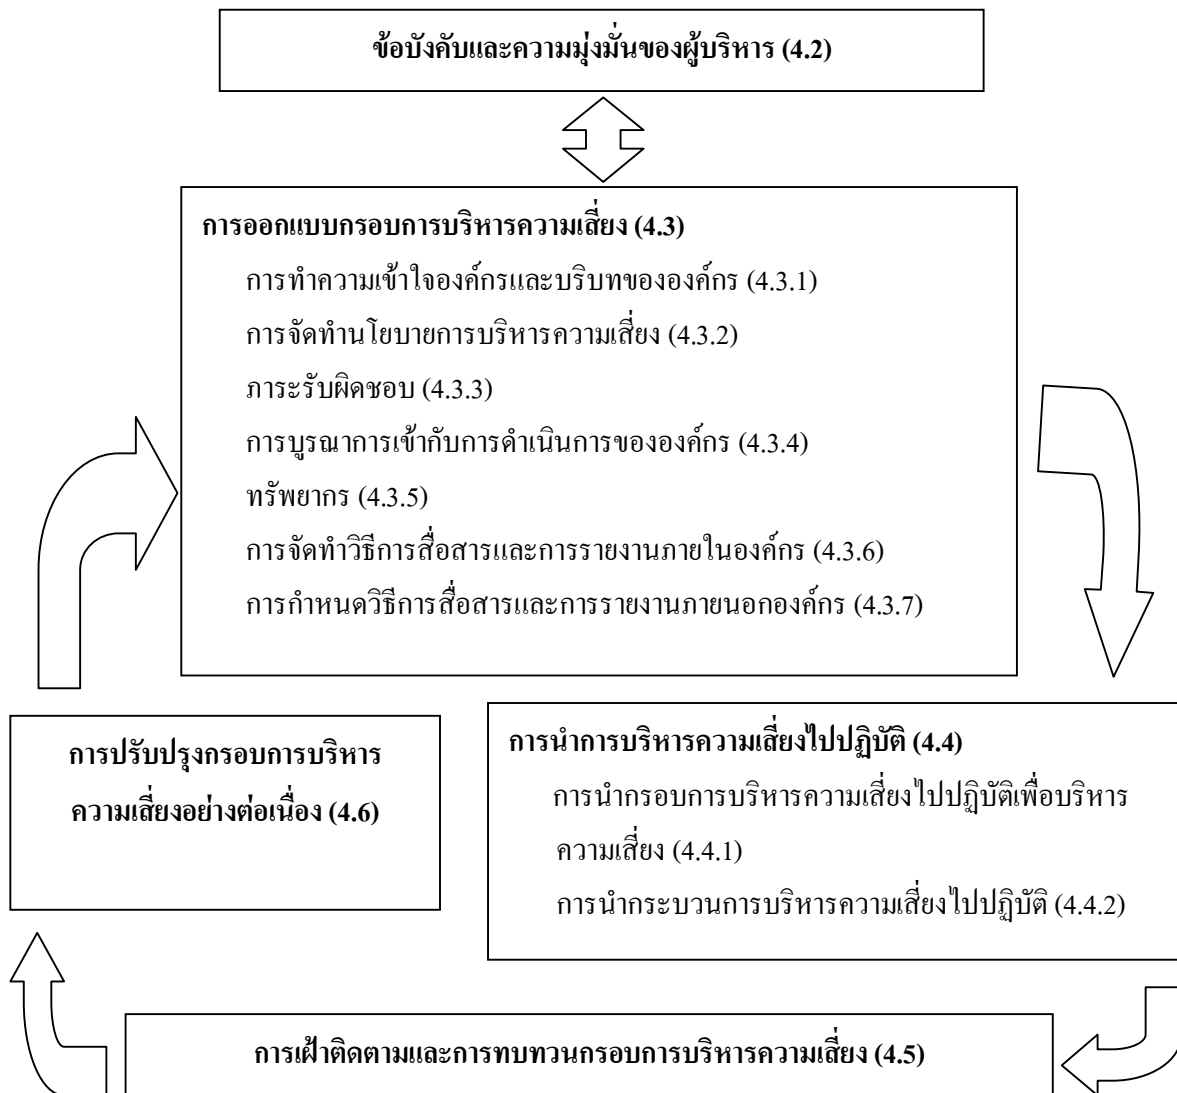 ข้อบังคับและความมุ่งมั่นของผู้บริหาร (4.2)
การออกแบบกรอบการบริหารความเสี่ยง (4.3)
การทำความเข้าใจองค์กรและบริบทขององค์กร (4.3.1)
การจัดทำนโยบายการบริหารความเสี่ยง (4.3.2)
ภาระรับผิดชอบ (4.3.3)
การบูรณาการเข้ากับการดำเนินการขององค์กร (4.3.4)
ทรัพยากร (4.3.5)
การจัดทำวิธีการสื่อสารและการรายงานภายในองค์กร (4.3.6)
การกำหนดวิธีการสื่อสารและการรายงานภายนอกองค์กร (4.3.7)
การนำการบริหารความเสี่ยงไปปฏิบัติ (4.4)
การนำกรอบการบริหารความเสี่ยงไปปฏิบัติเพื่อบริหาร
ความเสี่ยง (4.4.1)
การนำกระบวนการบริหารความเสี่ยงไปปฏิบัติ (4.4.2)
การปรับปรุงกรอบการบริหาร
ความเสี่ยงอย่างต่อเนื่อง (4.6)
การเฝ้าติดตามและการทบทวนกรอบการบริหารความเสี่ยง (4.5)